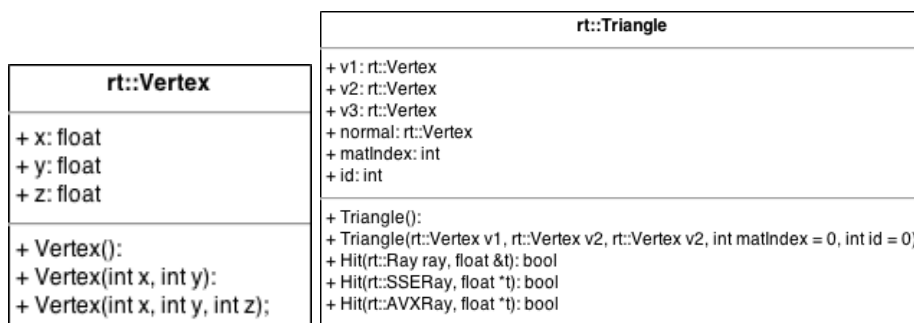 rt::Vertex
+ x: float
+ y: float
+ z: float
+ Vertex():
+ Vertex(int x, int y):
+ Vertex(int x, int y, int z);
rt::Triangle
+ v1: rt::Vertex
+ v2: rt::Vertex
+ v3: rt::Vertex
+ normal: rt::Vertex
+ matIndex: int
+ id: int
+ Triangle():
+ Triangle(rt::Vertex v1, rt::Vertex v2, rt::Vertex v2, int matIndex = 0, int id = 0)
+ Hit(rt::Ray ray, float &t): bool
+ Hit(rt::SSERay, float *t): bool
+ Hit(rt::AVXRay, float *t): bool